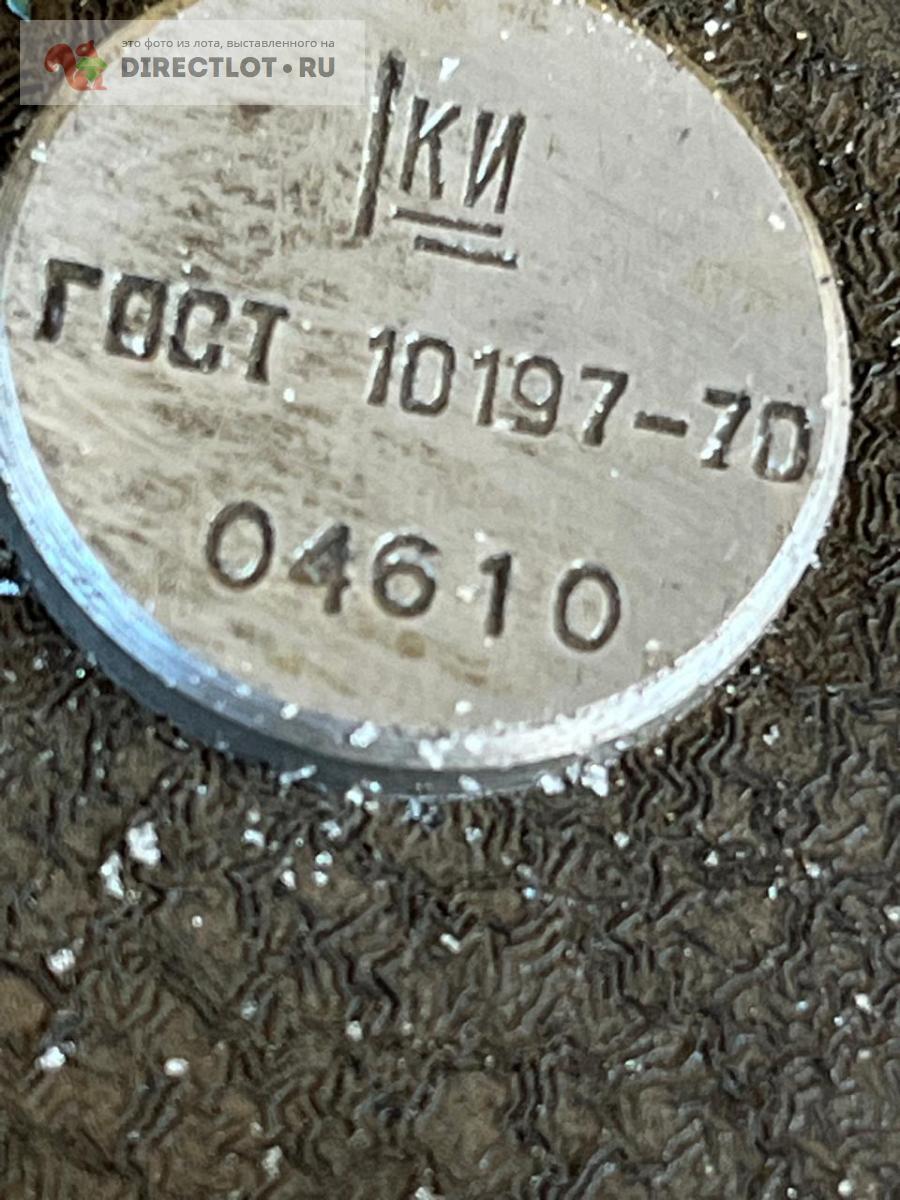 это фото из лота, выставленного на
DIRECTLOT•RU
КИ
ГОСТ 10197-70
04610